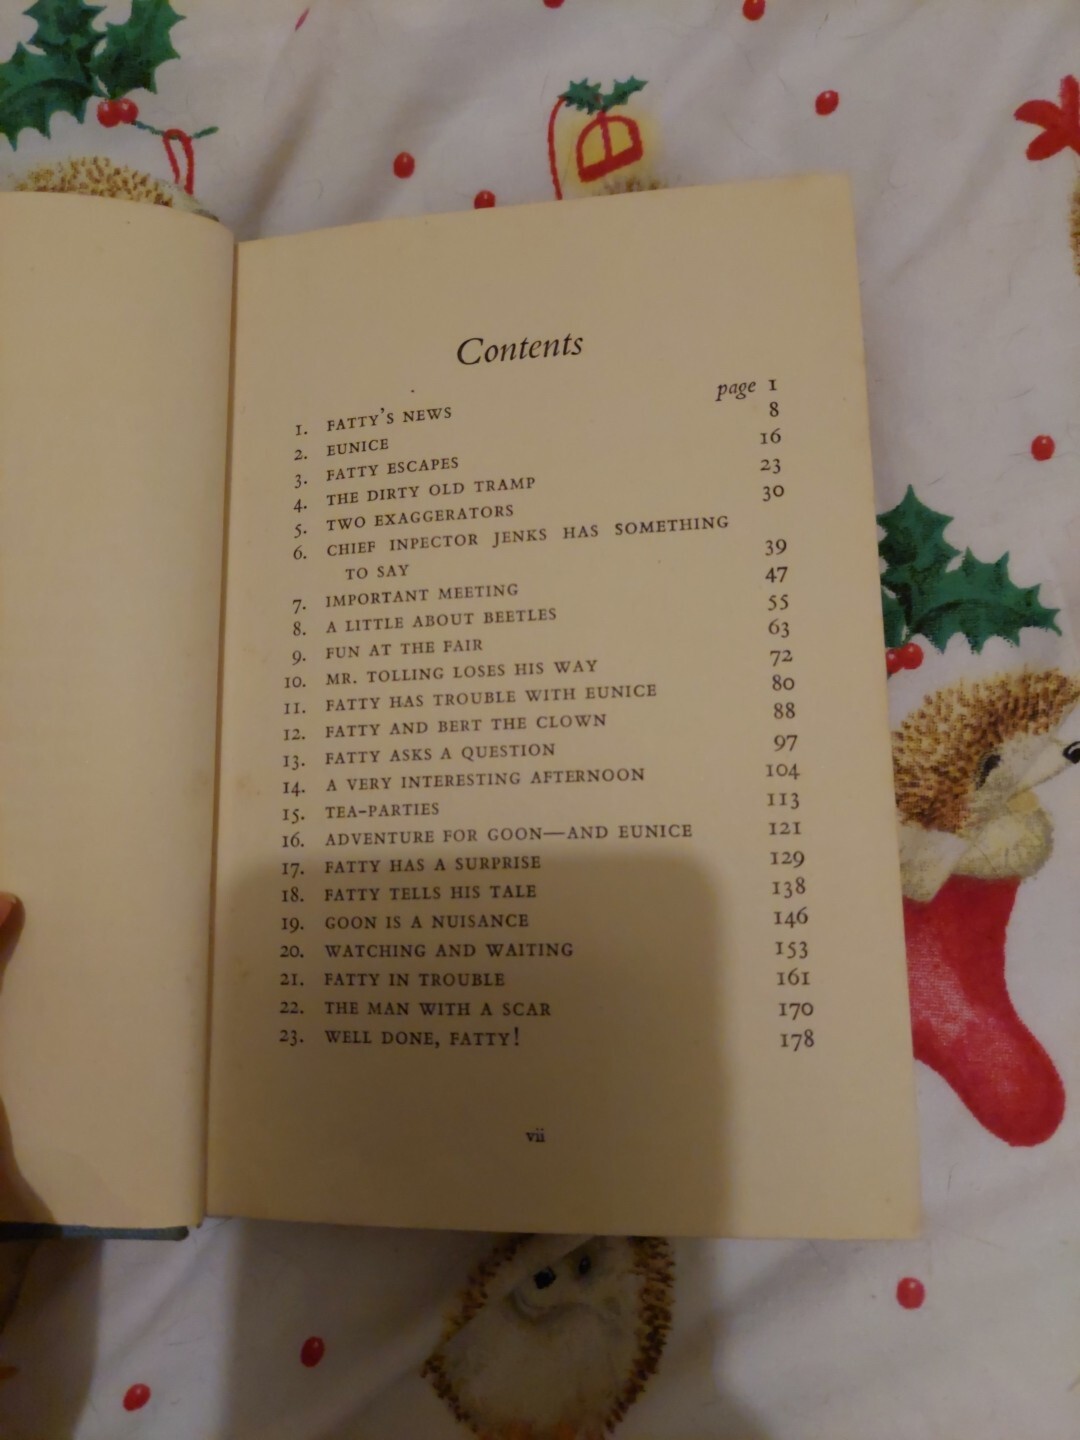 Contents
page 1
1. FATTY'S NEWS
2. EUNICE 8
3. FATTY ESCAPES 16
4. THE DIRTY OLD TRAMP 23
5. TWO EXAGGERATORS 30
6. CHIEF INPECTOR JENKS HAS SOMETHING
TO SAY 39
7. IMPORTANT MEETING 47
8. A LITTLE ABOUT BEETLES 55
9. FUN AT THE FAIR 63
10. MR. TOLLING LOSES HIS WAY 72
11. FATTY HAS TROUBLE WITH EUNICE 80
12. FATTY AND BERT THE CLOWN 88
13. FATTY ASKS A QUESTION 97
14. A VERY INTERESTING AFTERNOON 104
15. TEA-PARTIES 113
16. ADVENTURE FOR GOON—AND EUNICE 121
17. FATTY HAS A SURPRISE 129
18. FATTY TELLS HIS TALE 138
19. GOON IS A NUISANCE 146
20. WATCHING AND WAITING 153
21. FATTY IN TROUBLE 161
22. THE MAN WITH A SCAR 170
23. WELL DONE, FATTY! 178
vii